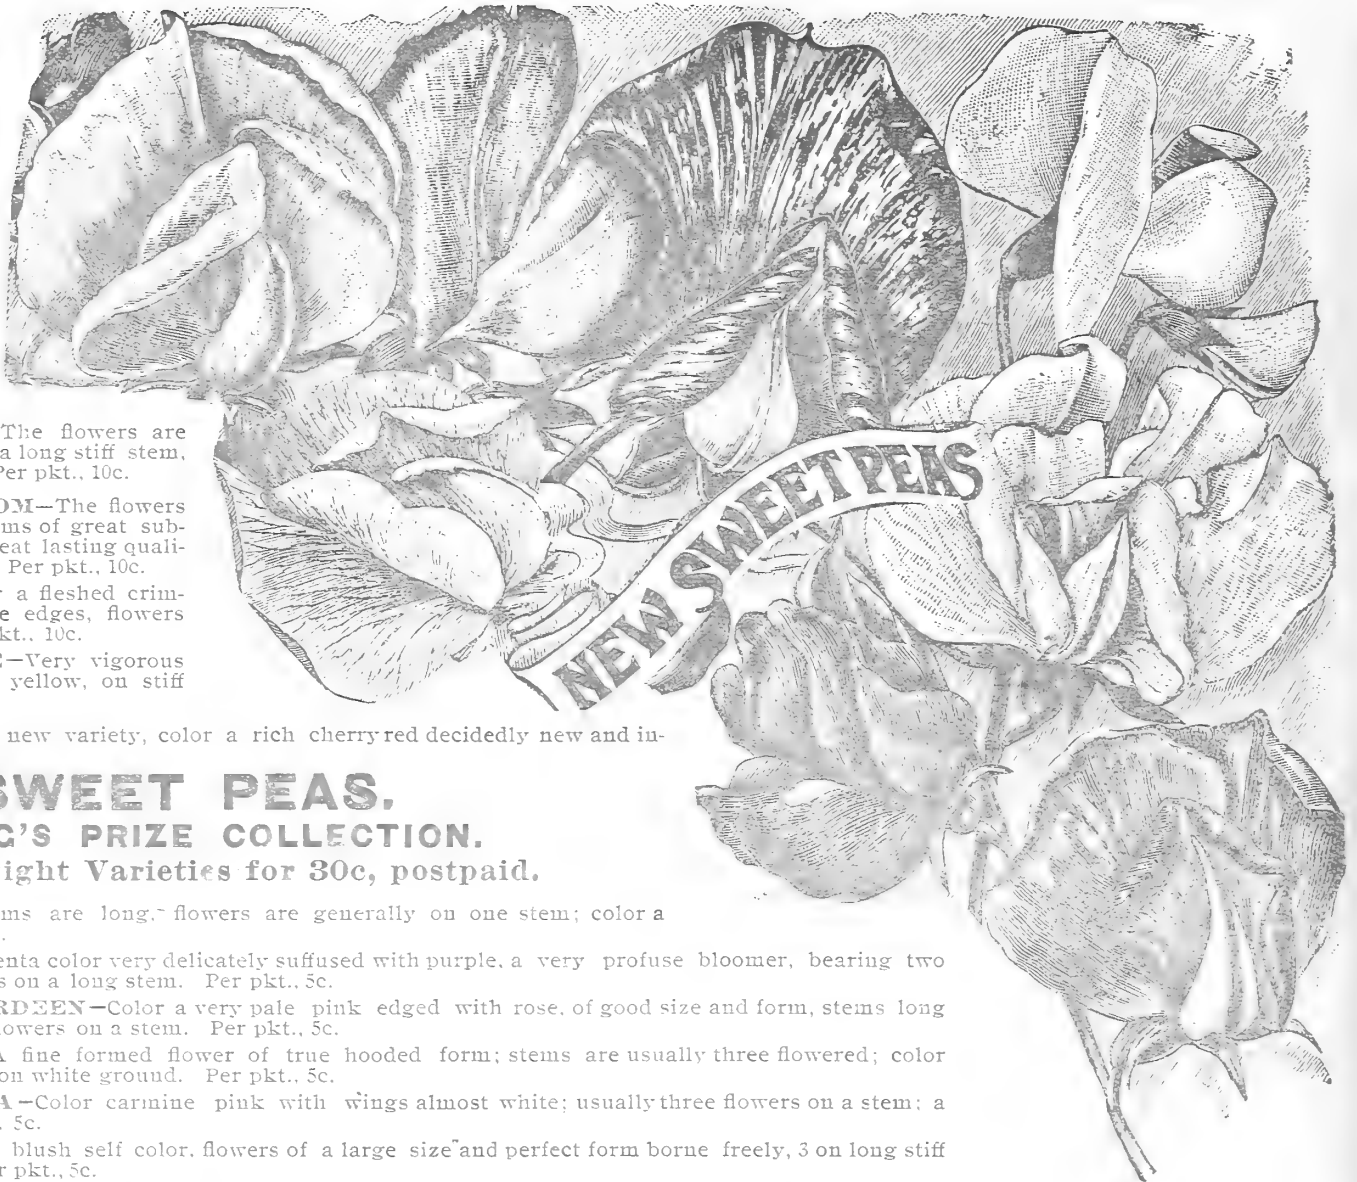 The flowers are
a long stiff stem,
Per pkt., 10c.
OM—The flowers
ms of great sub-
eat lasting quali-
Per pkt., 10c.
a fleshed crim-
e edges, flowers
kt., 10c.
—Very vigorous
yellow, on stiff
NEW SWEET PEAS
new variety, color a rich cherry red decidedly new and in-
SWEET PEAS.
G'S PRIZE COLLECTION.
ight Varieties for 30c, postpaid.
ms are long, flowers are generally on one stem; color a
enta color very delicately suffused with purple, a very profuse bloomer, bearing two
s on a long stem. Per pkt., 5c.
RDEEN—Color a very pale pink edged with rose, of good size and form, stems long
lowers on a stem. Per pkt., 5c.
A fine formed flower of true hooded form; stems are usually three flowered; color
on white ground. Per pkt., 5c.
A—Color carmine pink with wings almost white; usually three flowers on a stem; a
5c.
blush self color, flowers of a large size and perfect form borne freely, 3 on long stiff
r pkt., 5c.